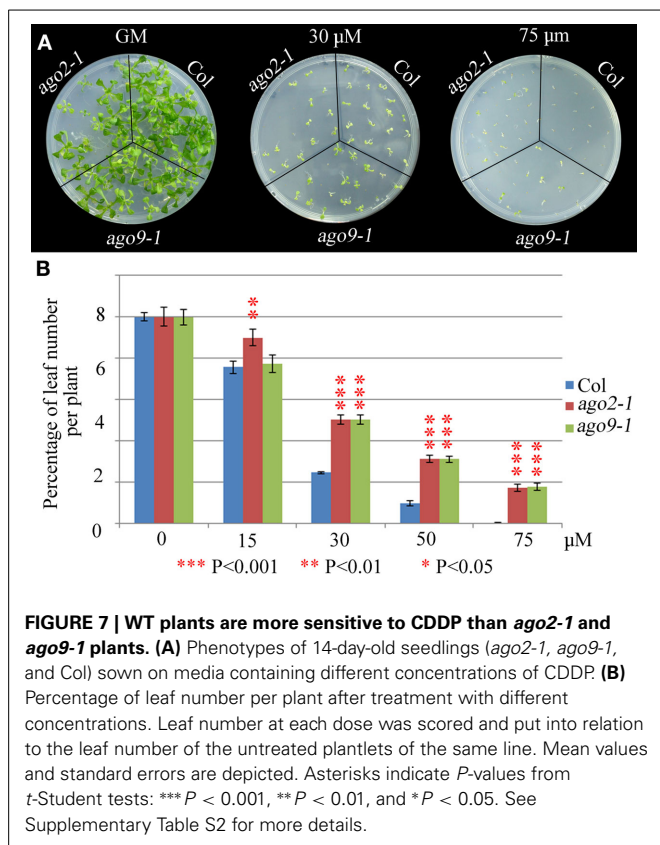 A
GM
30 µM
75 µm
ago2-1
Col
ago2-1
Col
ago2-1
Col
ago9-1
ago9-1
ago9-1
B
Percentage of leaf number
per plant
8
6
4
2
0
**
***
***
***
***
***
***
Col
ago2-1
ago9-1
0 15 30 50 75 µM
*** P<0.001 ** P<0.01 * P<0.05
FIGURE 7 | WT plants are more sensitive to CDDP than ago2-1 and
ago9-1 plants. (A) Phenotypes of 14-day-old seedlings (ago2-1, ago9-1,
and Col) sown on media containing different concentrations of CDDP. (B)
Percentage of leaf number per plant after treatment with different
concentrations. Leaf number at each dose was scored and put into relation
to the leaf number of the untreated plantlets of the same line. Mean values
and standard errors are depicted. Asterisks indicate P-values from
t-Student tests: ***P < 0.001, **P < 0.01, and *P < 0.05. See
Supplementary Table S2 for more details.